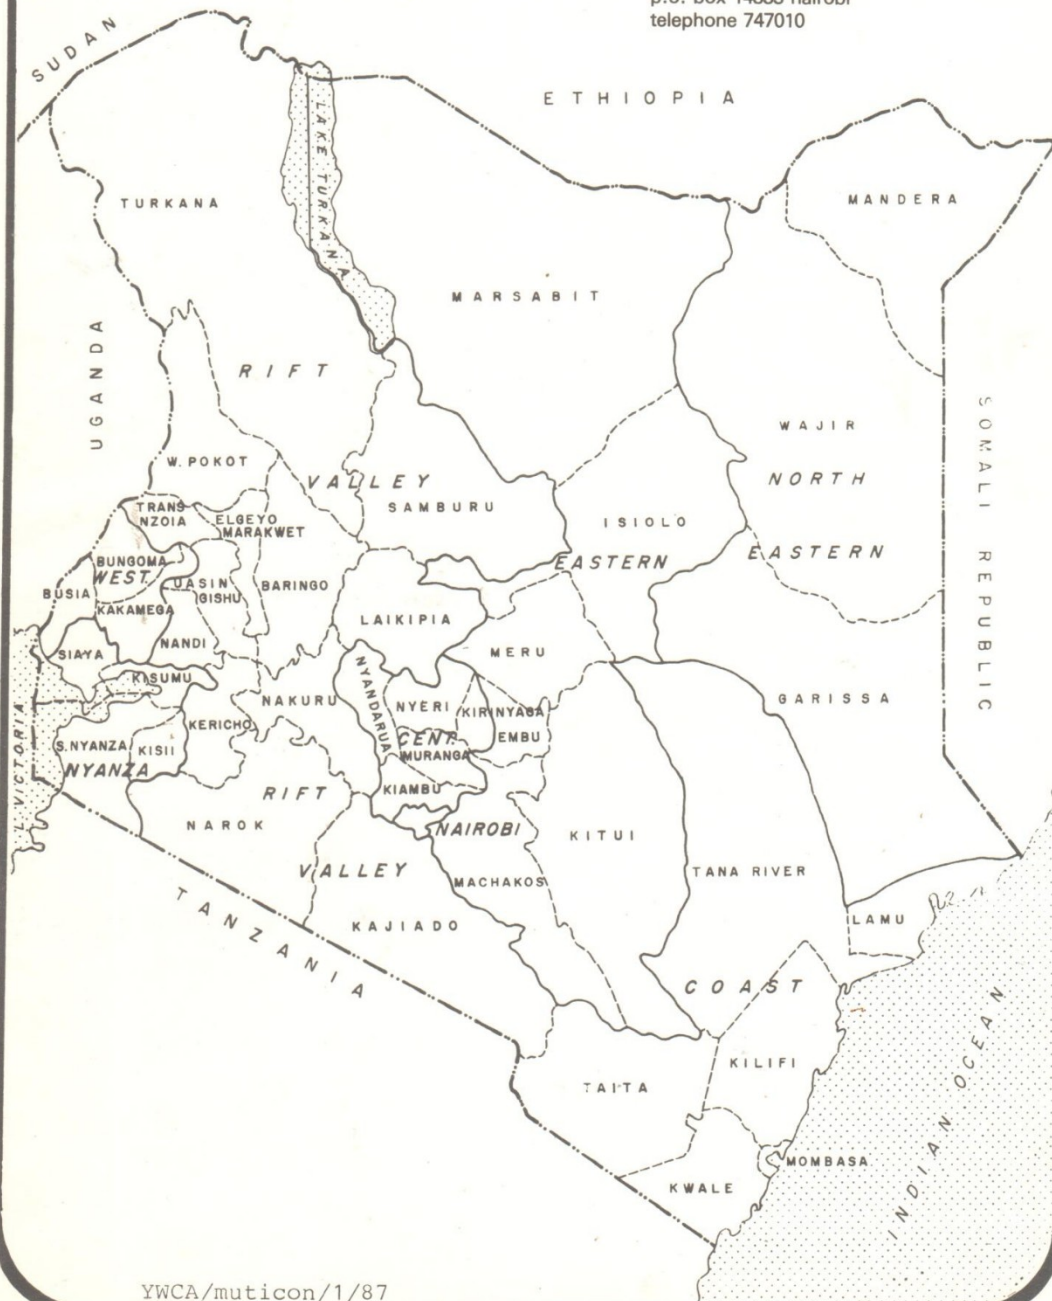 telephone 747010
SUDAN
ETHIOPIA
LAKE TURKANA
MANDERA
TURKANA
MARSABIT
UGANDA
RIFT
SOMALI REPUBLIC
WAJIR
W. POKOT
VALLEY
NORTH
SAMBURU
TRANS
NZOIA
ELGEYO
MARAKWET
ISIOLO
EASTERN
EASTERN
BUNGOMA
WEST.
UASIN
GISHU
BARINGO
BUSIA
KAKAMEGA
LAIKIPIA
NANDI
SIAYA
MERU
KISUMU
NYANDARUA
NAKURU
NYERI
KIRINYAGA
GARISSA
KERICHO
EMBU
S.NYANZA
KISII
CENT.
MURANGA
NYANZA
L.VICTORIA
RIFT
KIAMBU
NAROK
NAIROBI
KITUI
VALLEY
MACHAKOS
TANA RIVER
TANZANIA
KAJIADO
LAMU
COAST
KILIFI
TAITA
INDIAN OCEAN
MOMBASA
KWALE
YWCA/muticon/1/87